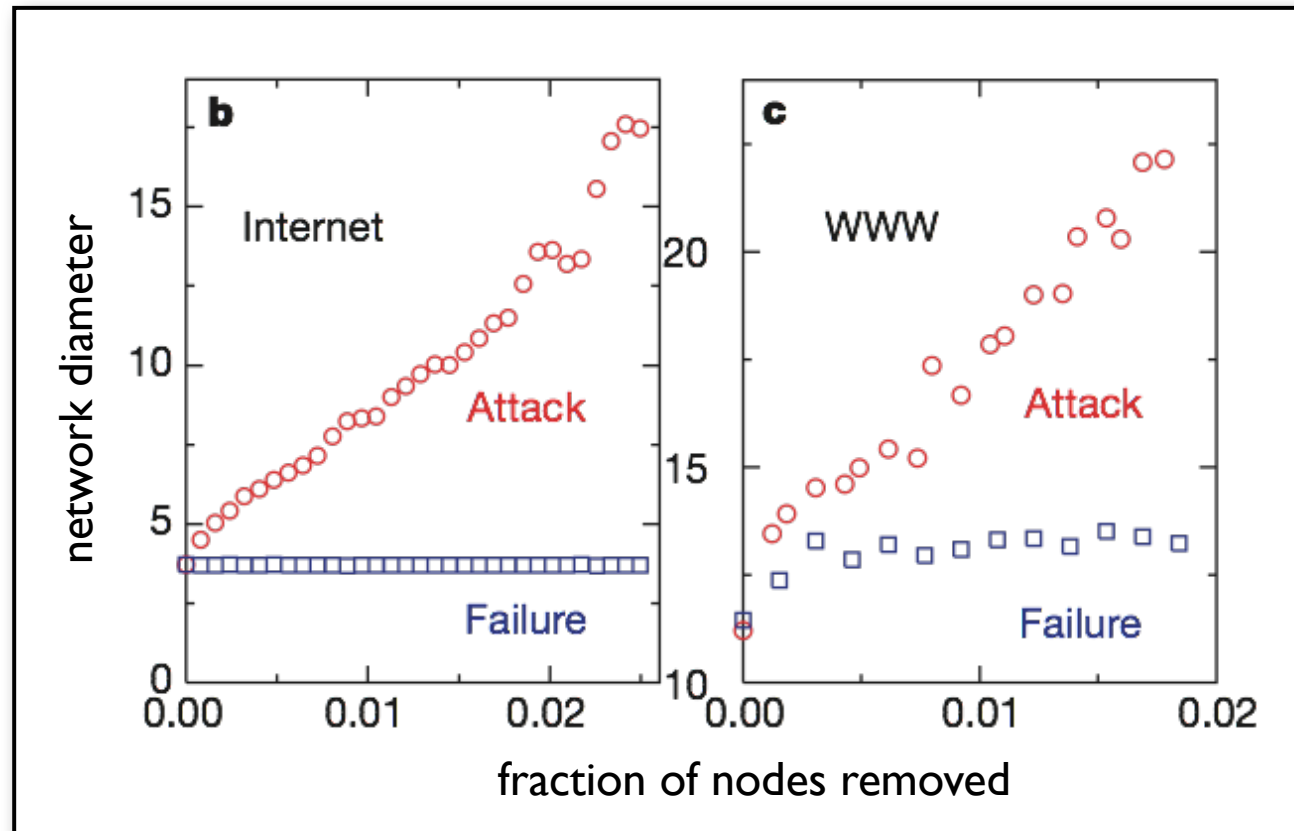 b
Internet
Attack
Failure
15
10
5
0
0.00
0.01
0.02
network diameter
c
WWW
Attack
Failure
20
15
10
0.00
0.01
0.02
fraction of nodes removed